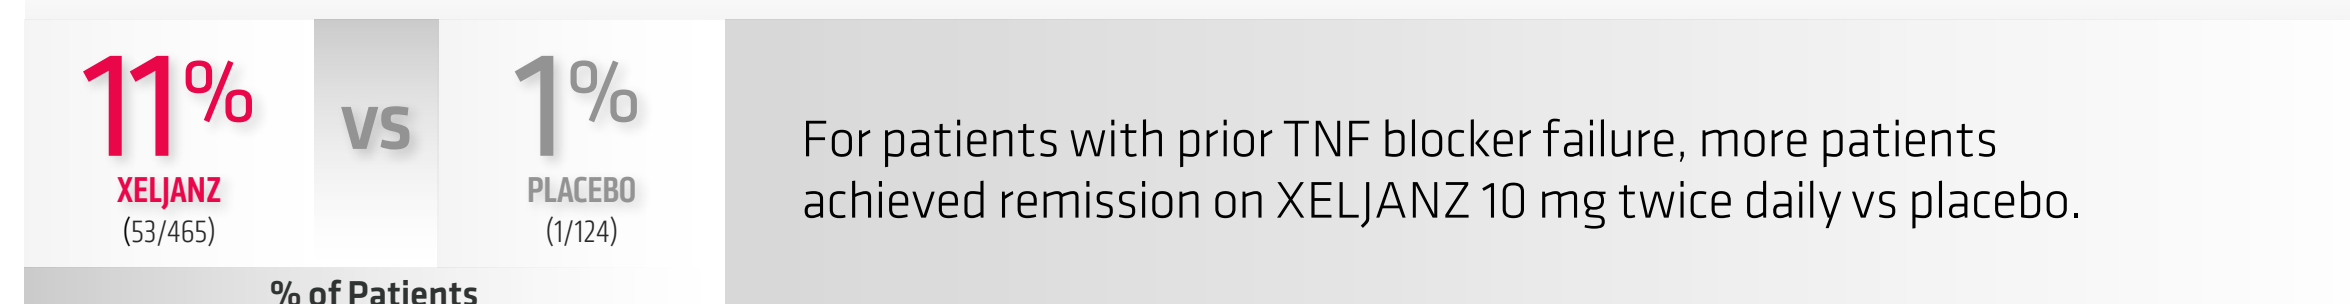 11% vs 1%
XELJANZ PLACEBO
(53/465) (1/124)
% of Patients
For patients with prior TNF blocker failure, more patients
achieved remission on XELJANZ 10 mg twice daily vs placebo.